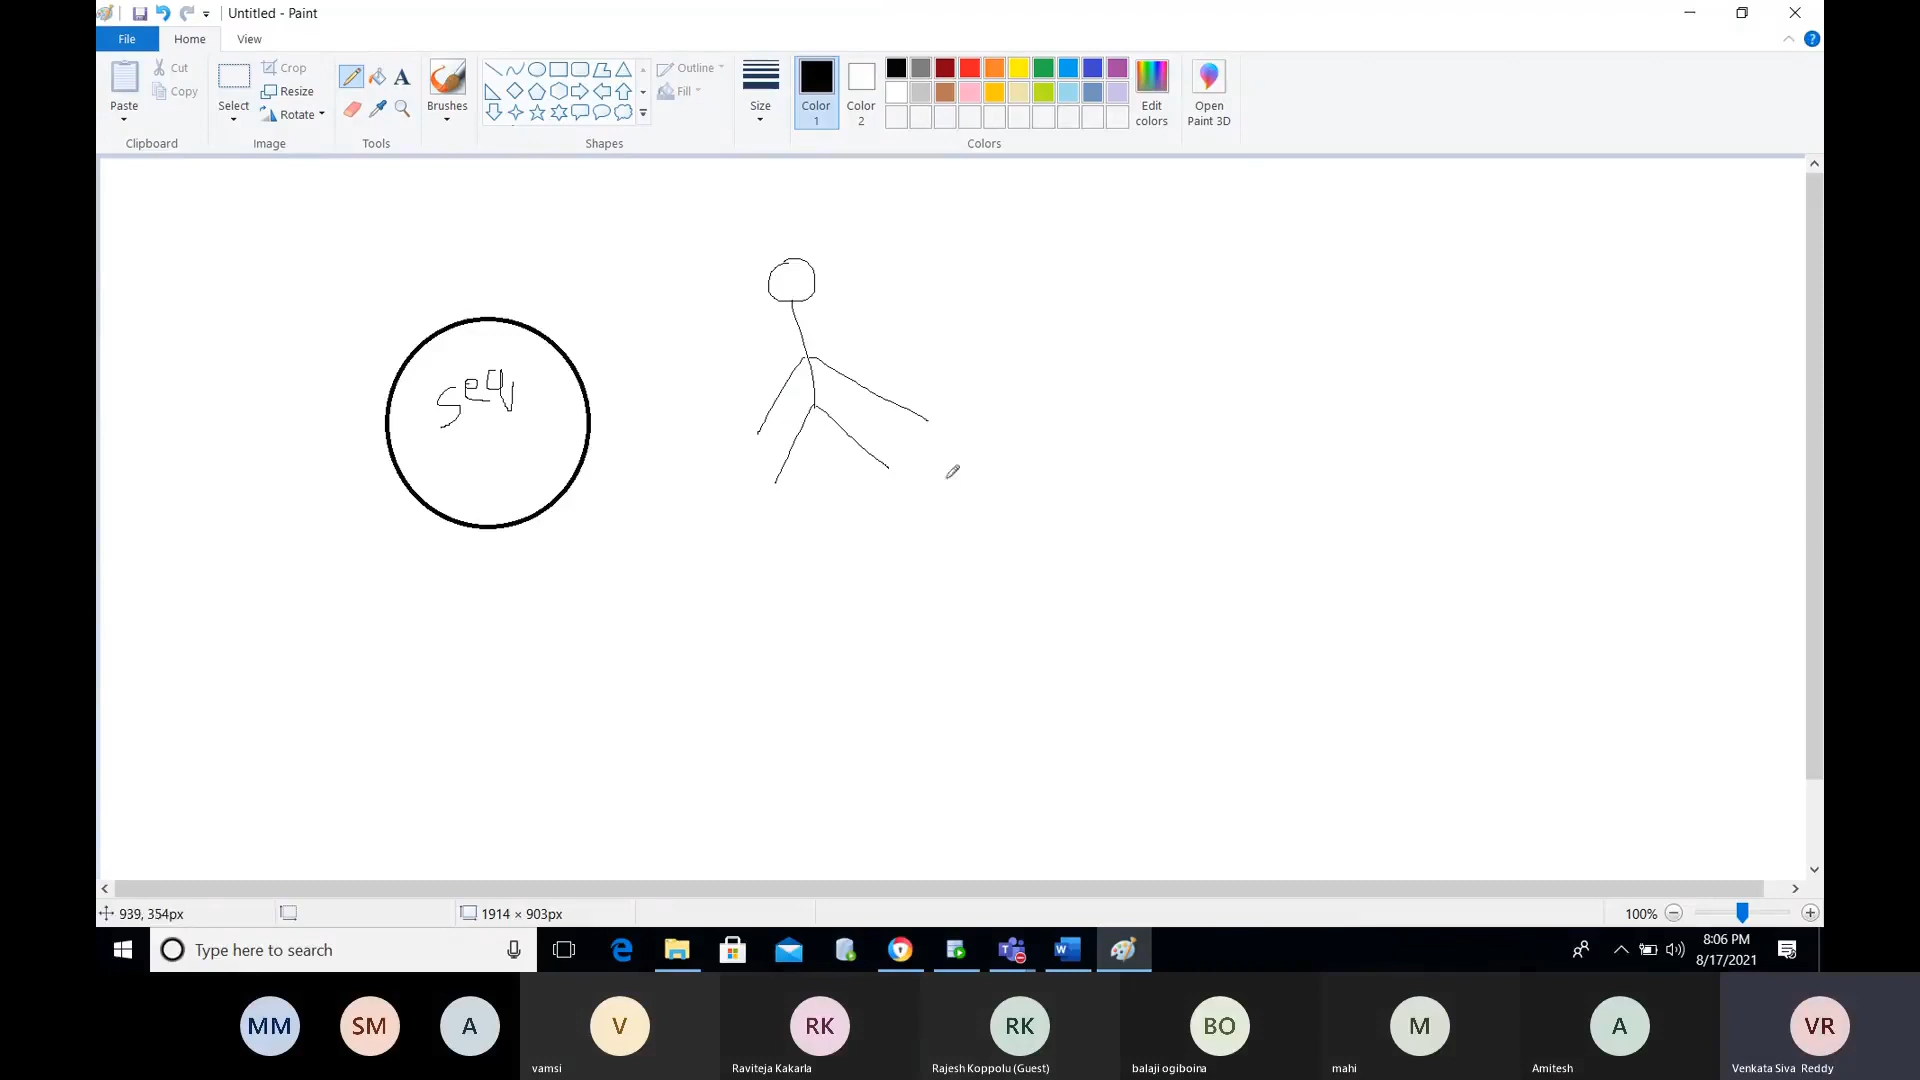 Untitled - Paint
File
Home
View
Paste
Cut
Copy
Clipboard
Select
Crop
Resize
Rotate
Image
Tools
Brushes
Shapes
Outline
Fill
Size
Color
1
Color
2
Edit
colors
Colors
Open
Paint 3D
seq
939, 354px
1914 × 903px
100%
Type here to search
8:06 PM
8/17/2021
MM
SM
A
V
RK
RK
BO
M
A
VR
vamsi
Raviteja Kakarla
Rajesh Koppolu (Guest)
balaji ogiboina
mahi
Amitesh
Venkata Siva Reddy